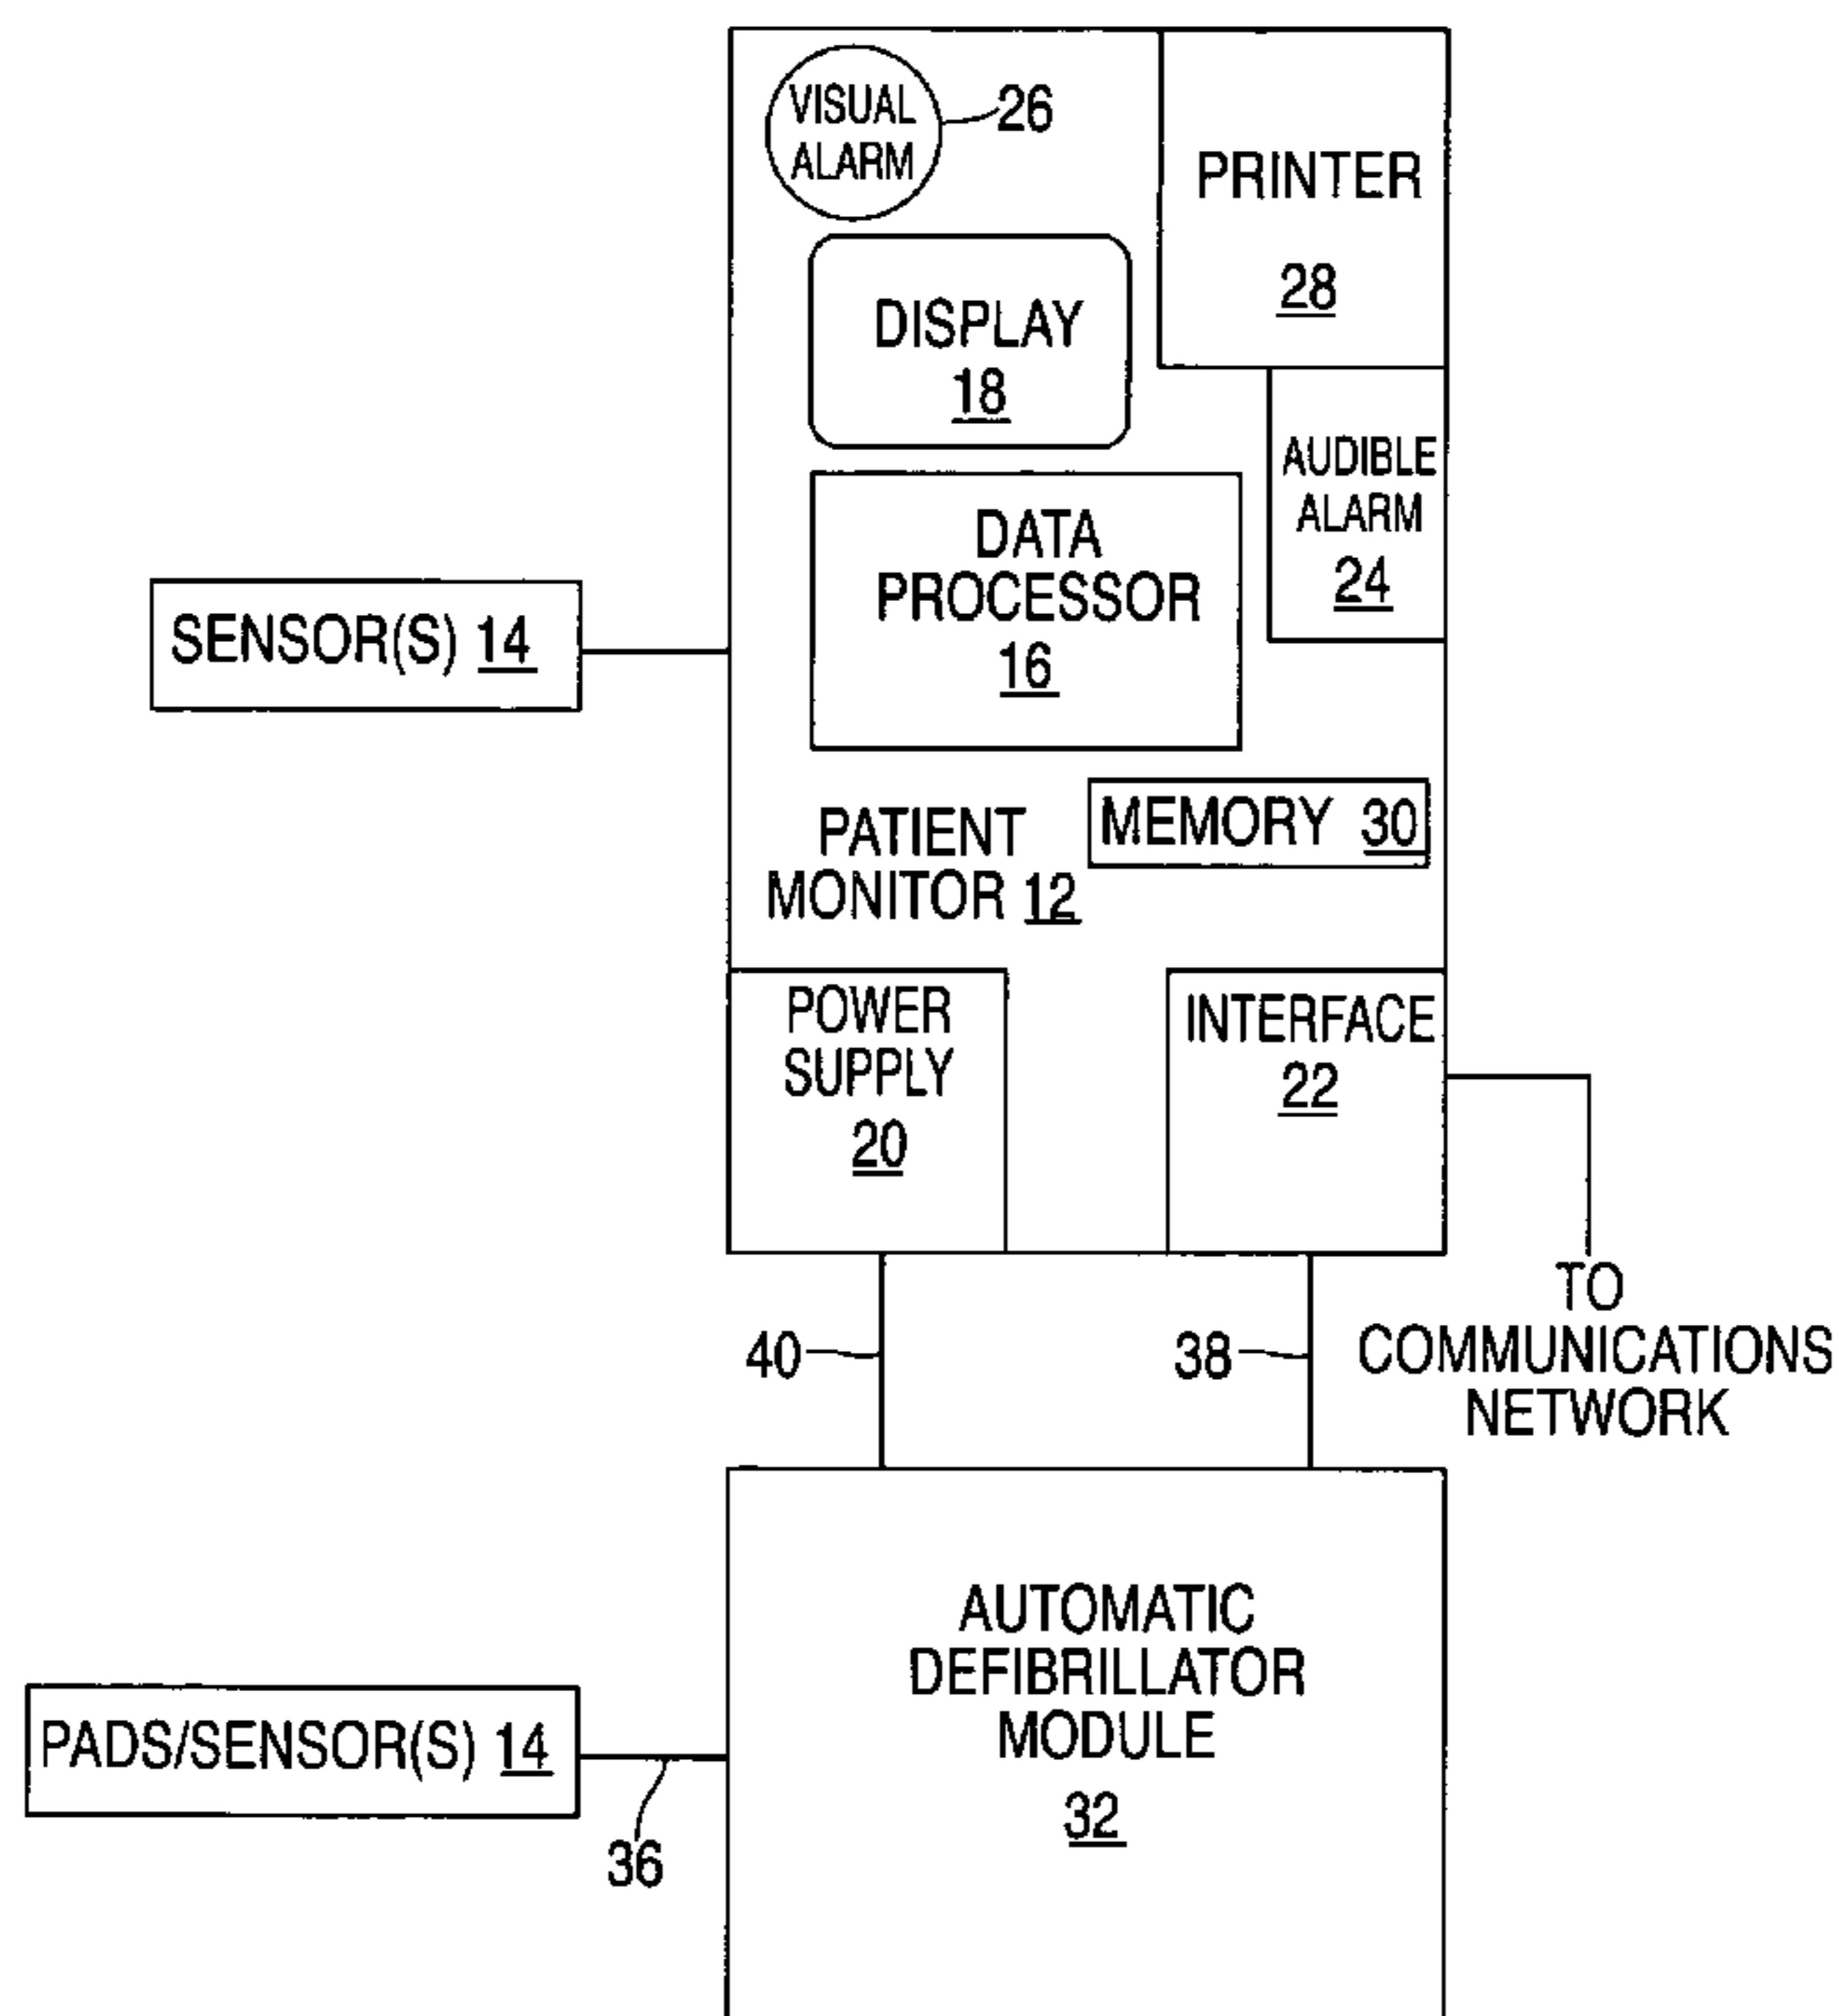 VISUAL
ALARM
26
PRINTER
28
DISPLAY
18
AUDIBLE
ALARM
24
DATA
PROCESSOR
16
SENSOR(S) 14
MEMORY 30
PATIENT
MONITOR 12
POWER
SUPPLY
20
INTERFACE
22
TO
COMMUNICATIONS
NETWORK
40
38
AUTOMATIC
DEFIBRILLATOR
MODULE
32
PADS/SENSOR(S) 14
36